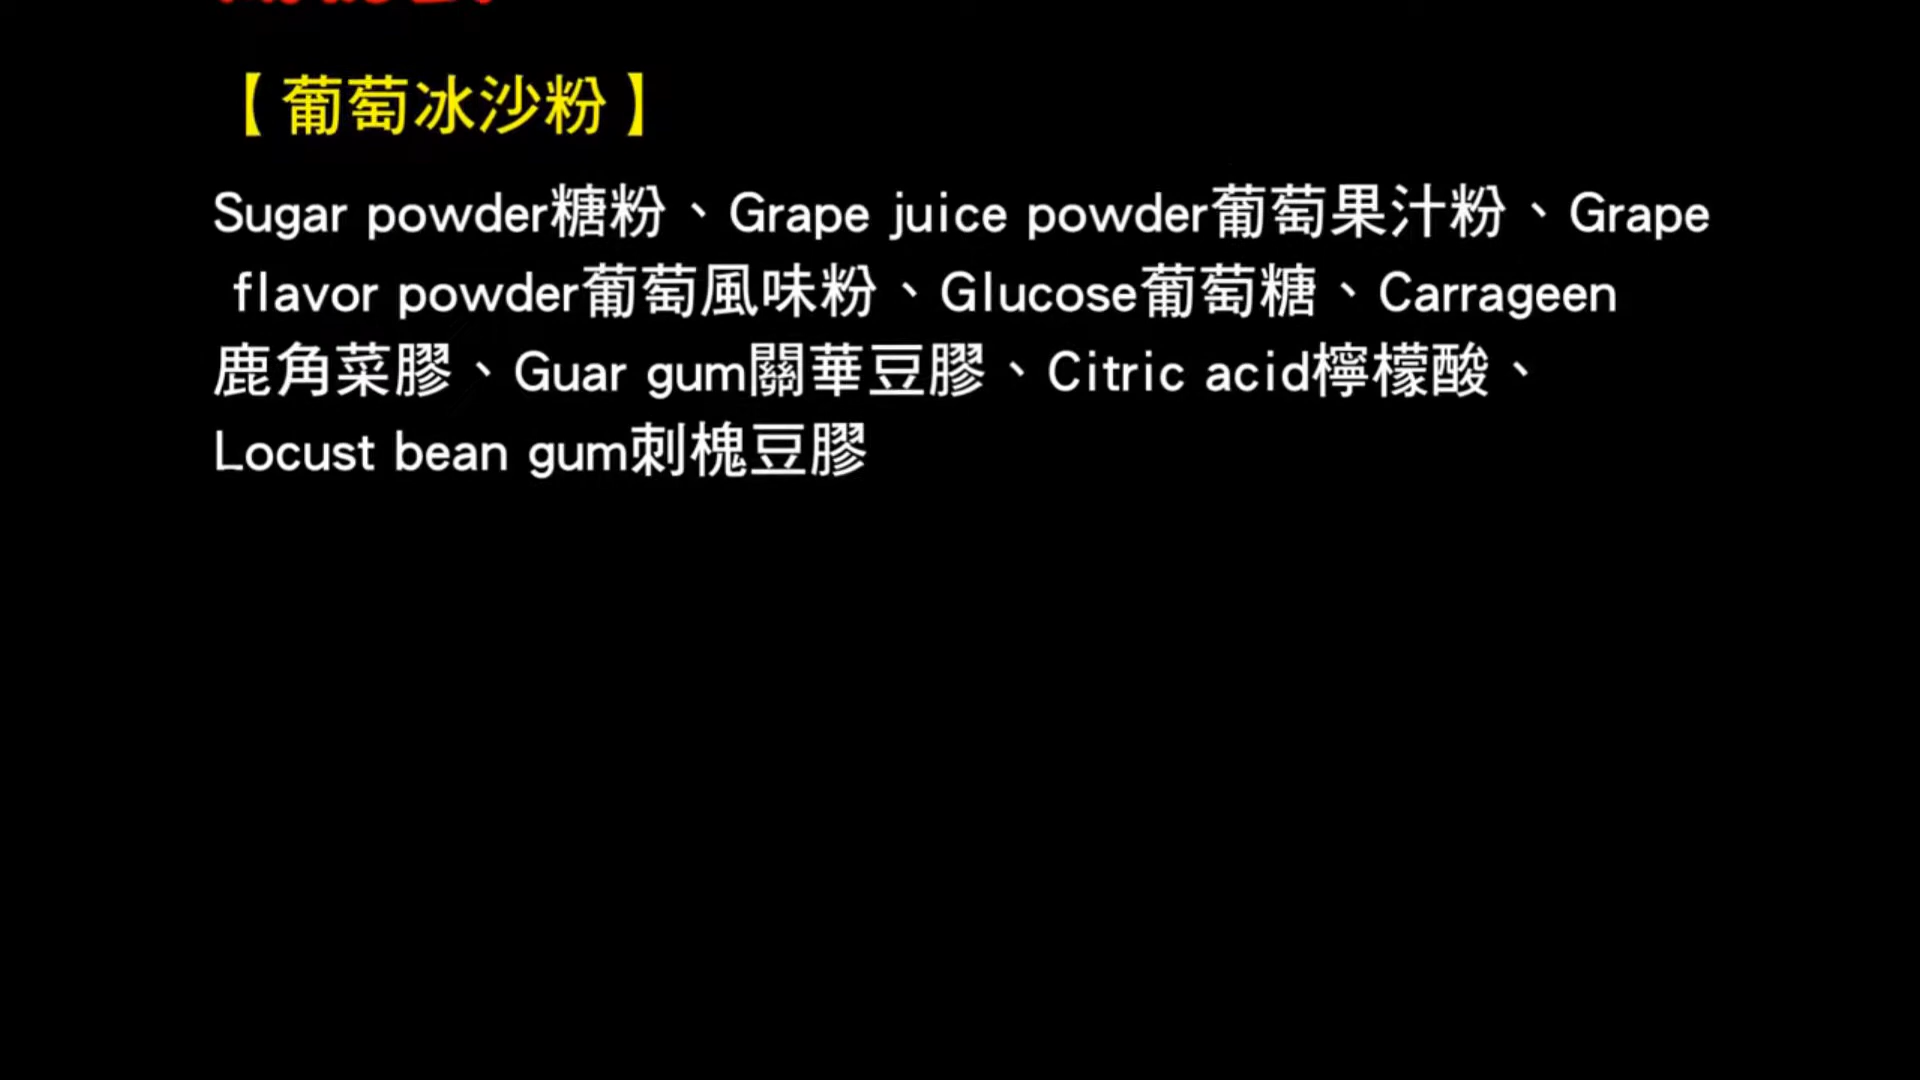 【葡萄冰沙粉】
Sugar powder糖粉、Grape juice powder葡萄果汁粉、Grape
flavor powder葡萄風味粉、Glucose葡萄糖、Carrageen
鹿角菜膠、Guar gum關華豆膠、Citric acid檸檬酸、
Locust bean gum刺槐豆膠